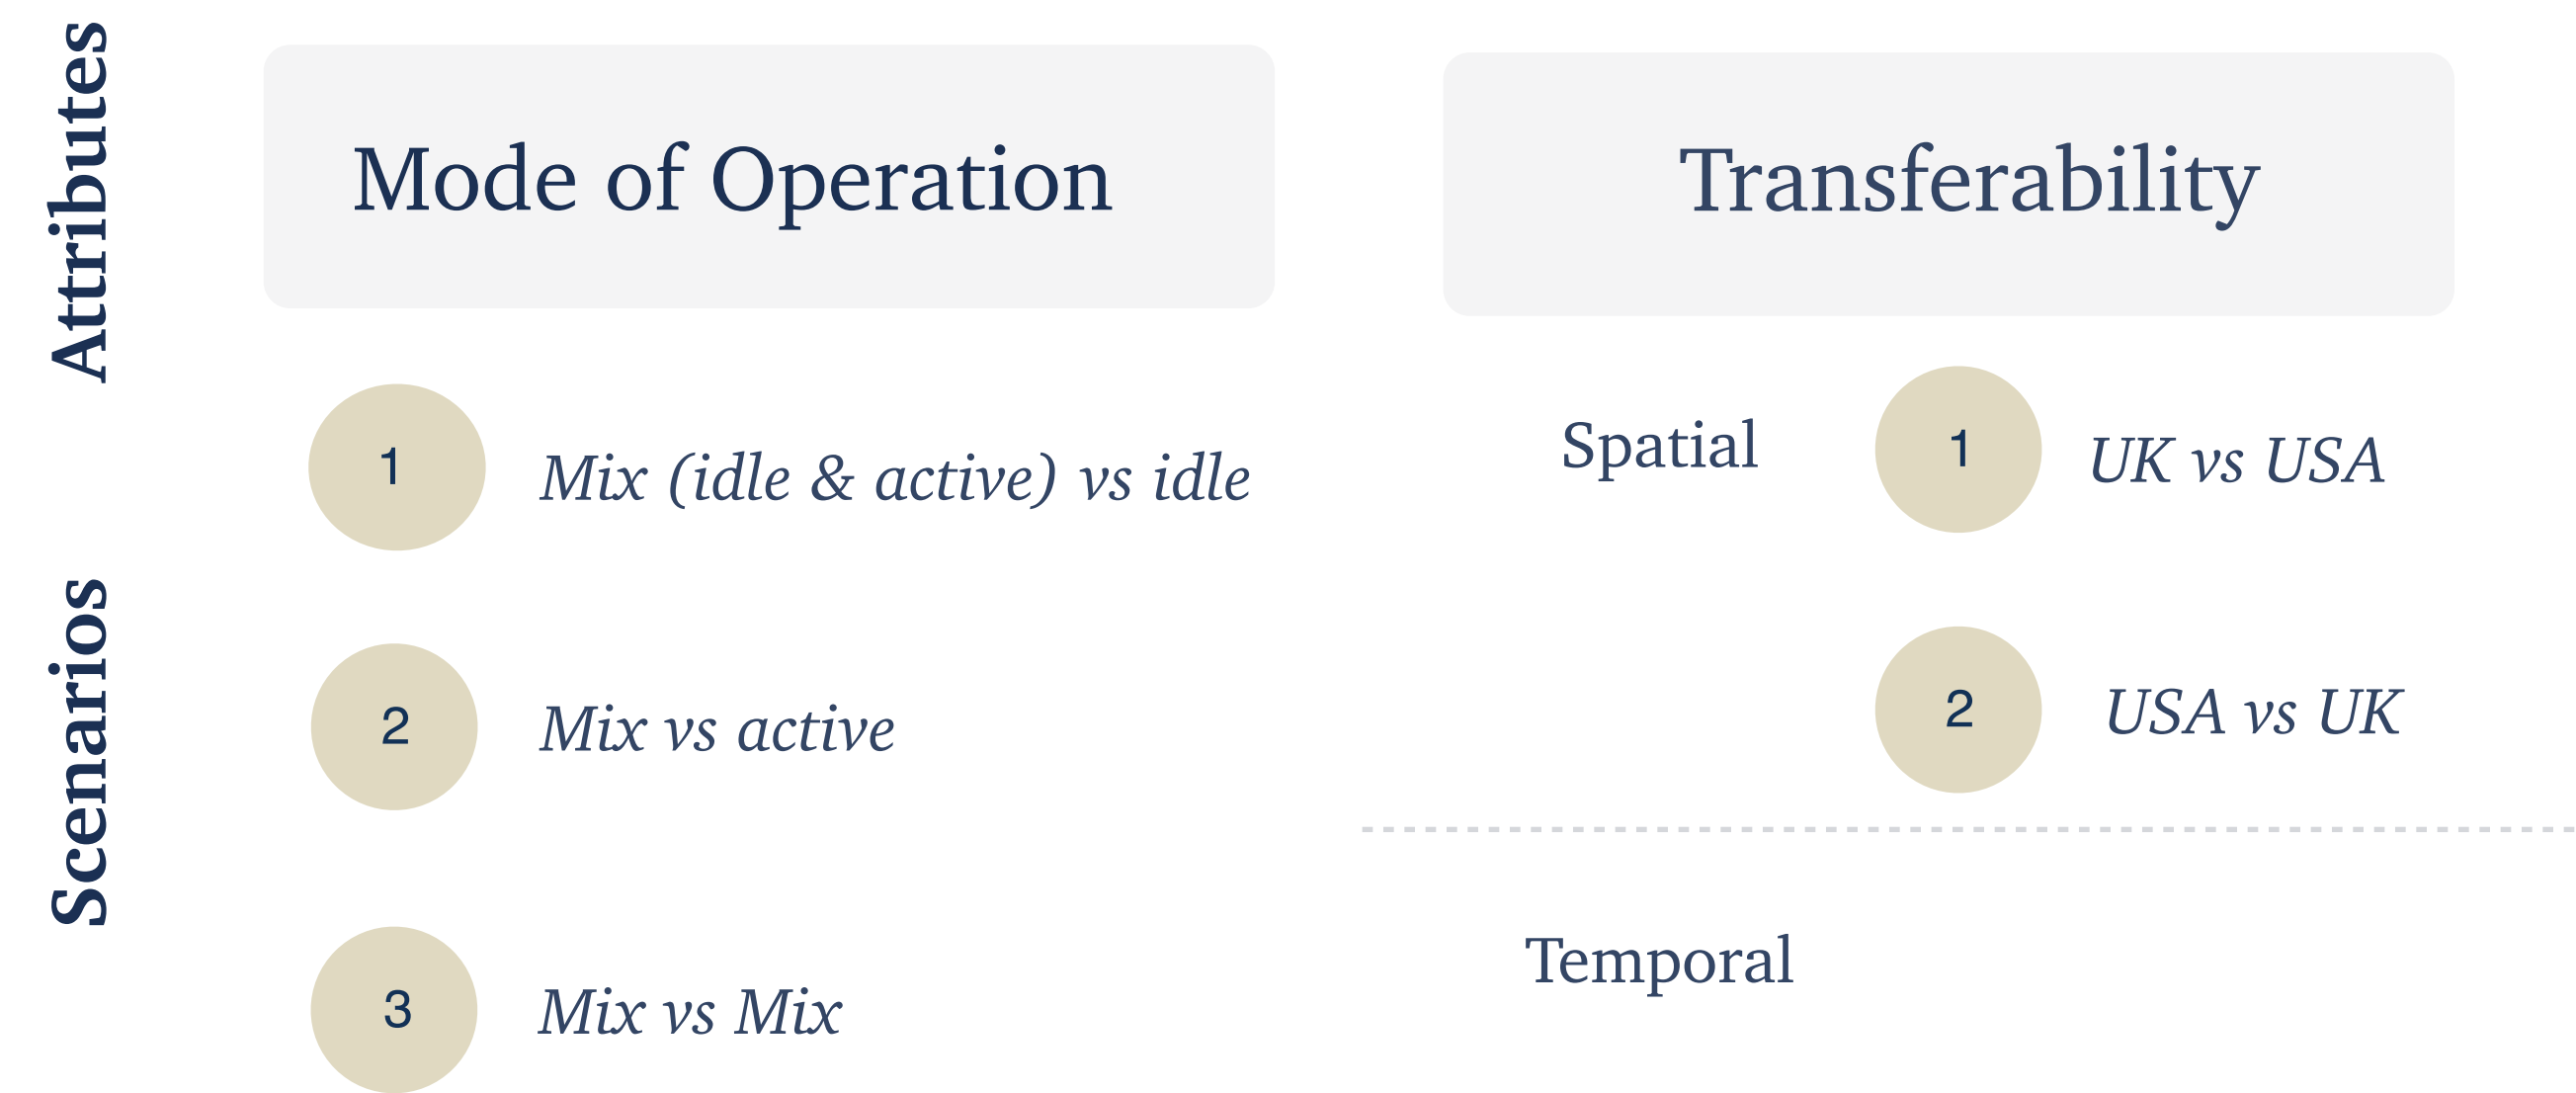 Attributes
Mode of Operation
Transferability
Scenarios
1
Mix (idle & active) vs idle
2
Mix vs active
3
Mix vs Mix
Spatial
1
UK vs USA
2
USA vs UK
Temporal